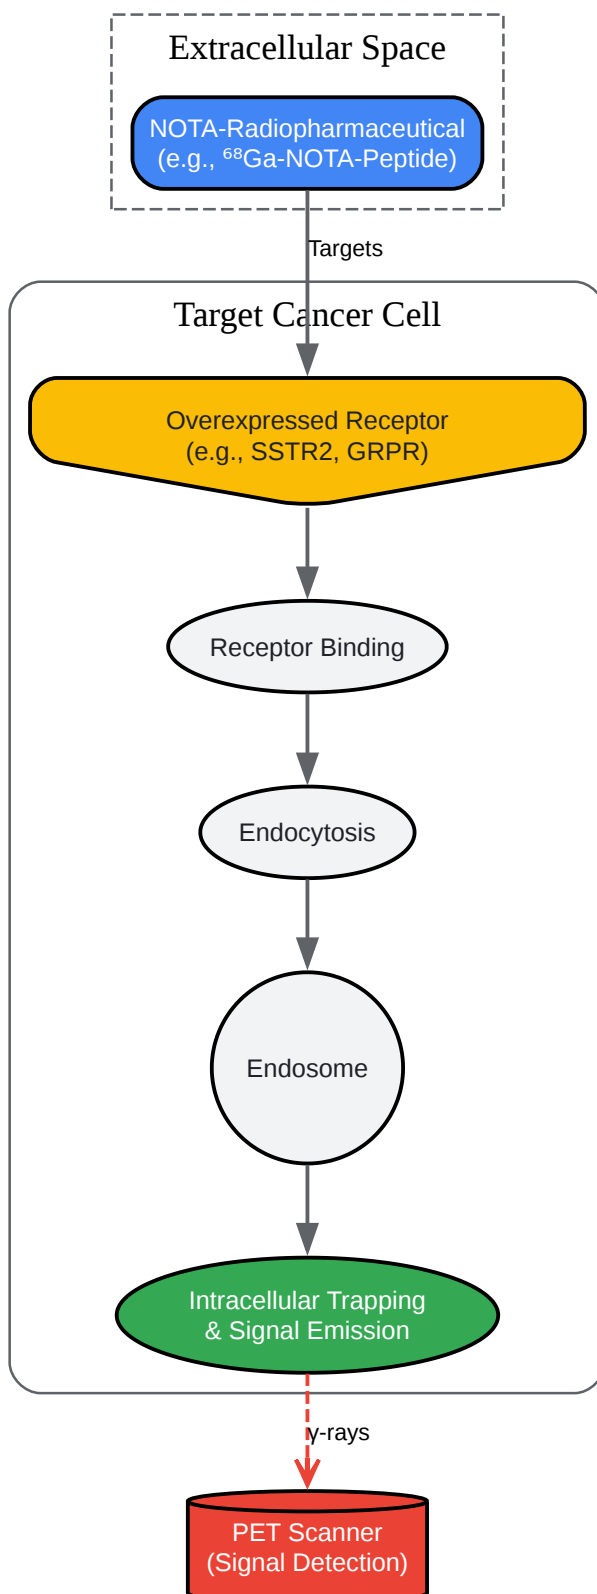 Extracellular Space
NOTA-Radiopharmaceutical
(e.g., ⁶⁸Ga-NOTA-Peptide)
Targets
Target Cancer Cell
Overexpressed Receptor
(e.g., SSTR2, GRPR)
Receptor Binding
Endocytosis
Endosome
Intracellular Trapping
& Signal Emission
γ-rays
PET Scanner
(Signal Detection)